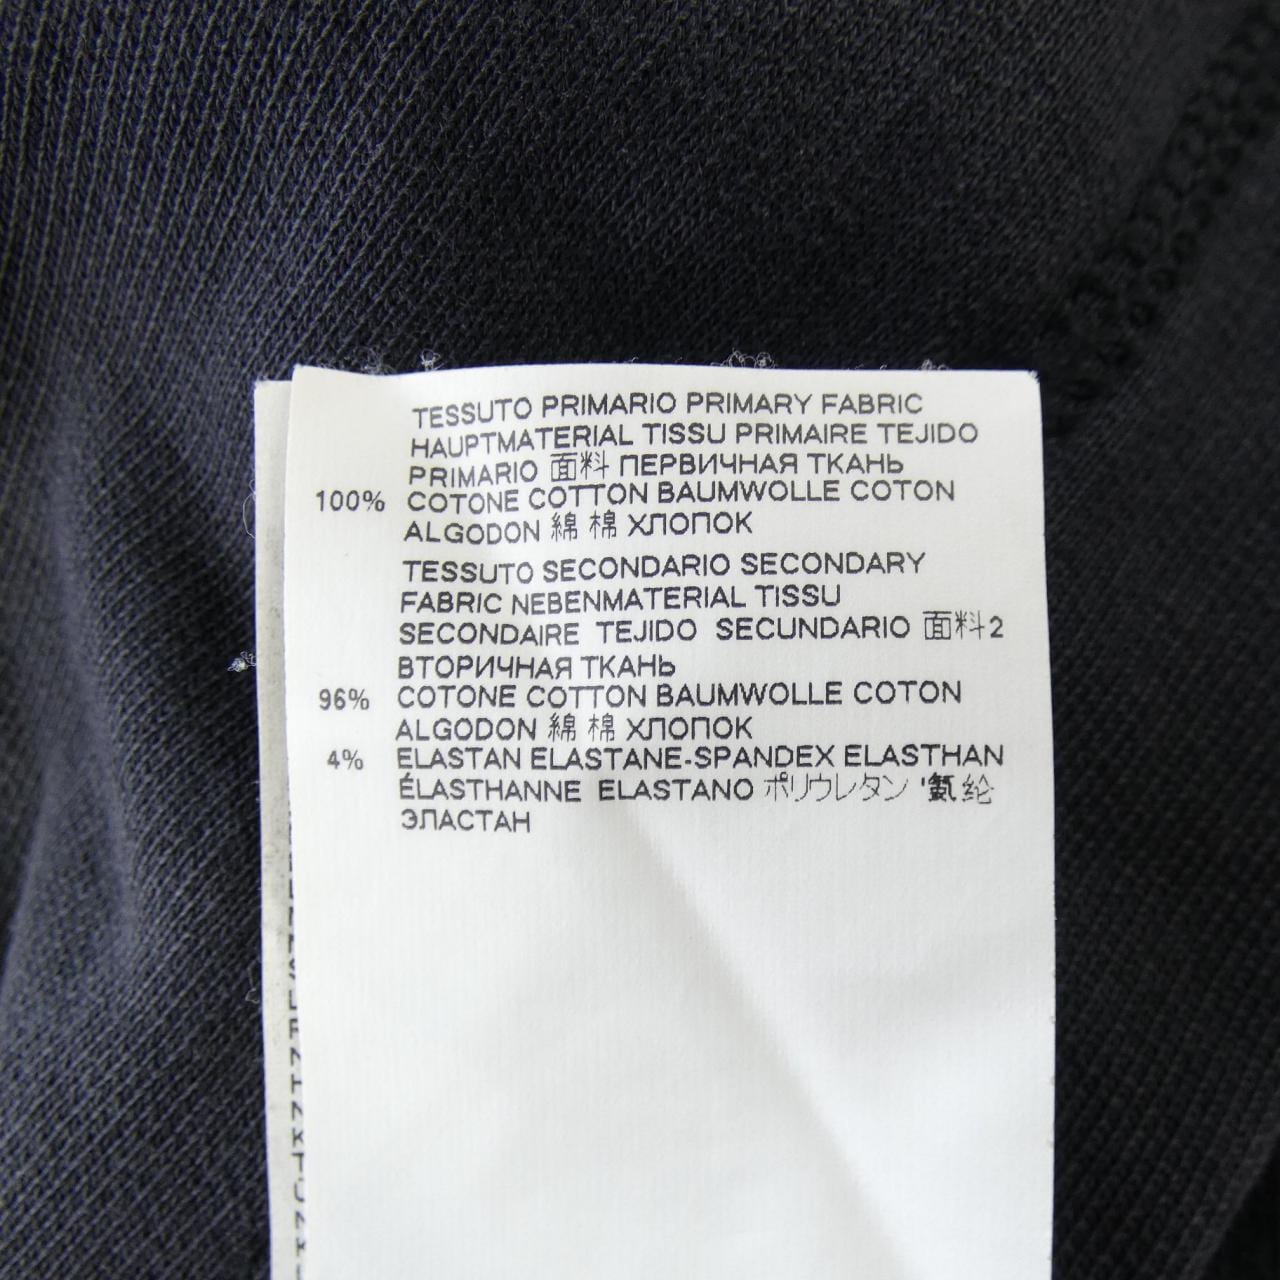 TESSUTO PRIMARIO PRIMARY FABRIC
HAUPTMATERIAL TISSU PRIMAIRE TEJIDO
PRIMARIO 面料 ПЕРВИЧНАЯ ТКАНЬ
100% COTONE COTTON BAUMWOLLE COTON
ALGODON 綿 棉 ХЛОПОК
TESSUTO SECONDARIO SECONDARY
FABRIC NEBENMATERIAL TISSU
SECONDAIRE TEJIDO SECUNDARIO 面料2
ВТОРИЧНАЯ ТКАНЬ
96% COTONE COTTON BAUMWOLLE COTON
ALGODON 綿 棉 ХЛОПОК
4% ELASTAN ELASTANE-SPANDEX ELASTHAN
ÉLASTHANNE ELASTANO ポリウレタン '氨纶
ЭЛАСТАН